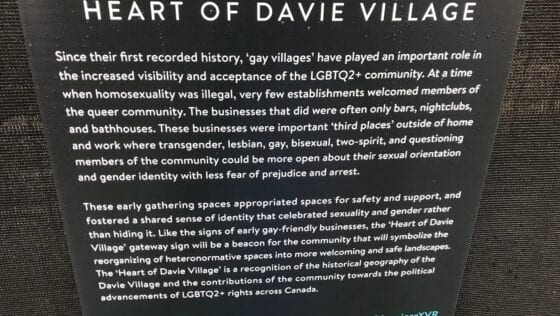 HEART OF DAVIE VILLAGE
Since their first recorded history, 'gay villages' have played an important role in
the increased visibility and acceptance of the LGBTQ2+ community. At a time
when homosexuality was illegal, very few establishments welcomed members of
the queer community. The businesses that did were often only bars, nightclubs,
and bathhouses. These businesses were important 'third places' outside of home
and work where transgender, lesbian, gay, bisexual, two-spirit, and questioning
members of the community could be more open about their sexual orientation
and gender identity with less fear of prejudice and arrest.
These early gathering spaces appropriated spaces for safety and support, and
fostered a shared sense of identity that celebrated sexuality and gender rather
than hiding it. Like the signs of early gay-friendly businesses, the 'Heart of Davie
Village' gateway sign will be a beacon for the community that will symbolize the
reorganizing of heteronormative spaces into more welcoming and safe landscapes.
The 'Heart of Davie Village' is a recognition of the historical geography of the
Davie Village and the contributions of the community towards the political
advancements of LGBTQ2+ rights across Canada.